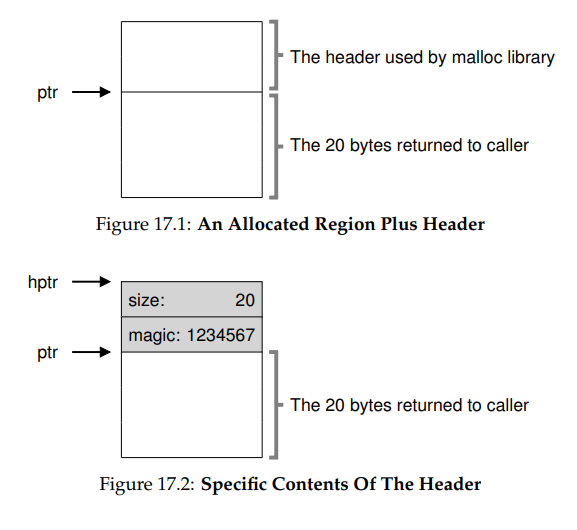 The header used by malloc library
ptr
The 20 bytes returned to caller
Figure 17.1: An Allocated Region Plus Header
hptr
size: 20
magic: 1234567
ptr
The 20 bytes returned to caller
Figure 17.2: Specific Contents Of The Header